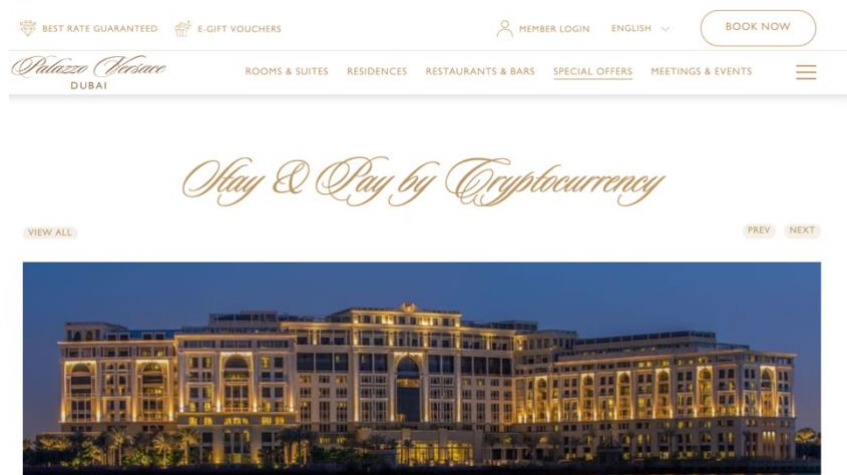 BEST RATE GUARANTEED E-GIFT VOUCHERS MEMBER LOGIN ENGLISH BOOK NOW
Palazzo Versace
DUBAI
ROOMS & SUITES RESIDENCES RESTAURANTS & BARS SPECIAL OFFERS MEETINGS & EVENTS
Stay & Pay by Cryptocurrency
VIEW ALL PREV NEXT